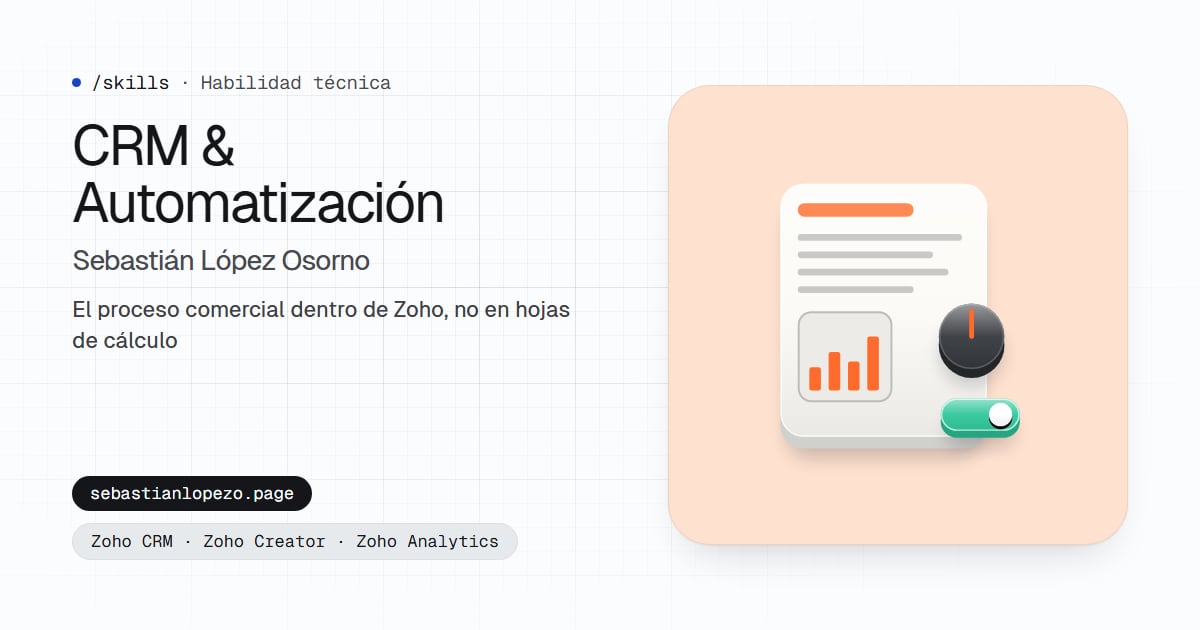 /skills · Habilidad técnica
CRM &
Automatización
Sebastián López Osorno
El proceso comercial dentro de Zoho, no en hojas
de cálculo
sebastianlopezo.page
Zoho CRM · Zoho Creator · Zoho Analytics